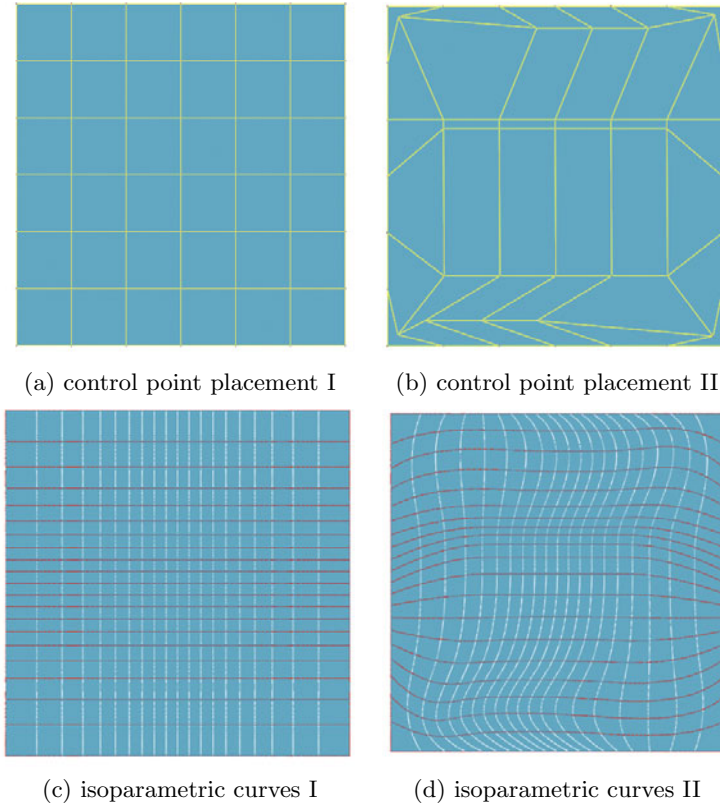 (a) control point placement I
(b) control point placement II
(c) isoparametric curves I
(d) isoparametric curves II